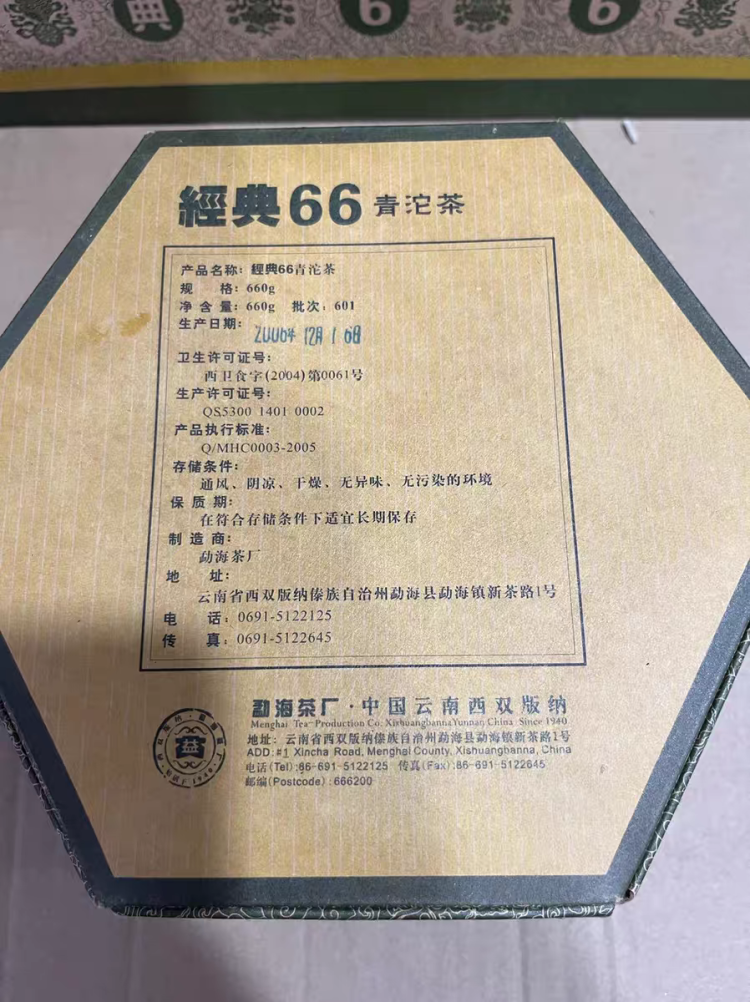 典 6 6
經典66 青沱茶
产品名称：經典66青沱茶
规 格：660g
净 含 量：660g 批次：601
生产日期：
2006年 12月 1 6日
卫生许可证号：
西卫食字(2004)第0061号
生产许可证号：
QS5300 1401 0002
产品执行标准：
Q/MHC0003-2005
存储条件：
通风、阴凉、干燥、无异味、无污染的环境
保 质 期：
在符合存储条件下适宜长期保存
制 造 商：
勐海茶厂
地 址：
云南省西双版纳傣族自治州勐海县勐海镇新茶路1号
电 话：0691-5122125
传 真：0691-5122645
勐海茶厂·中国云南西双版纳
Menghai Tea Production Co. Xishuangbanna Yunnan China Since 1940
地址：云南省西双版纳傣族自治州勐海县勐海镇新茶路1号
ADD:#1 Xincha Road, Menghai County, Xishuangbanna, China
电话(Tel):86-691-5122125 传真(Fax):86-691-5122645
邮编(Postcode):666200
益